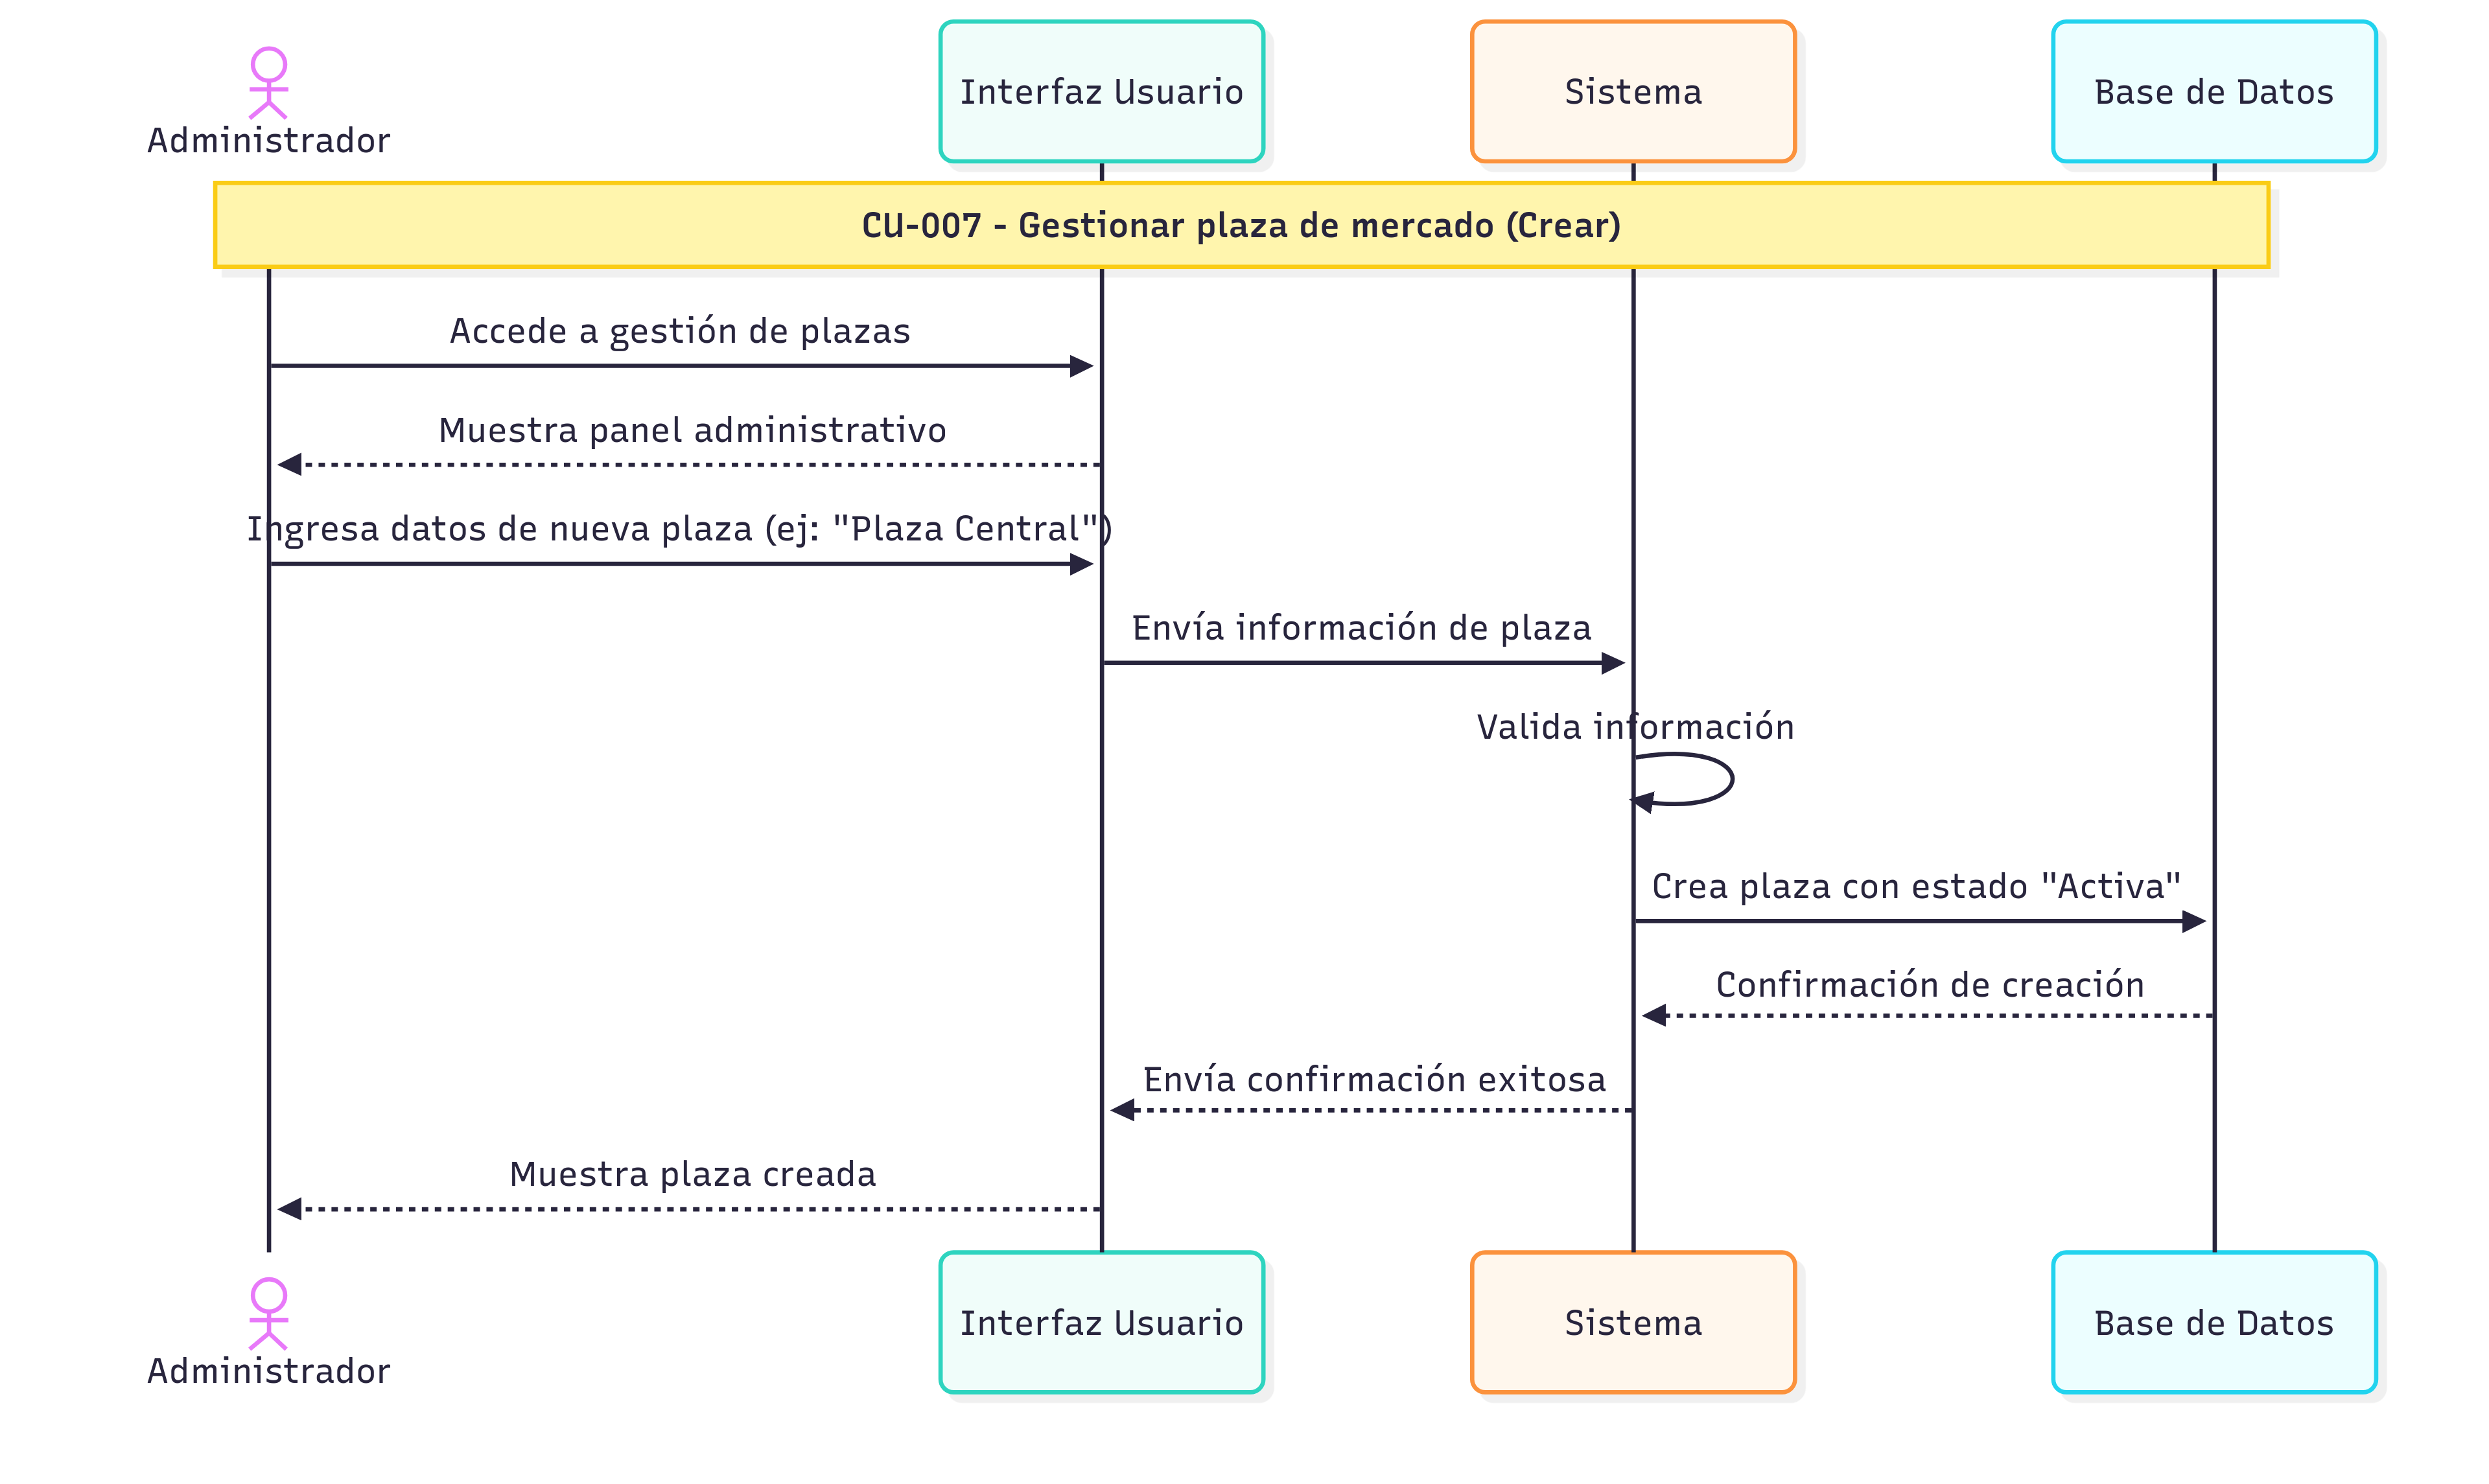 Administrador
Interfaz Usuario
Sistema
Base de Datos
CU-007 - Gestionar plaza de mercado (Crear)
Accede a gestión de plazas
Muestra panel administrativo
Ingresa datos de nueva plaza (ej: "Plaza Central")
Envía información de plaza
Valida información
Crea plaza con estado "Activa"
Confirmación de creación
Envía confirmación exitosa
Muestra plaza creada
Administrador
Interfaz Usuario
Sistema
Base de Datos